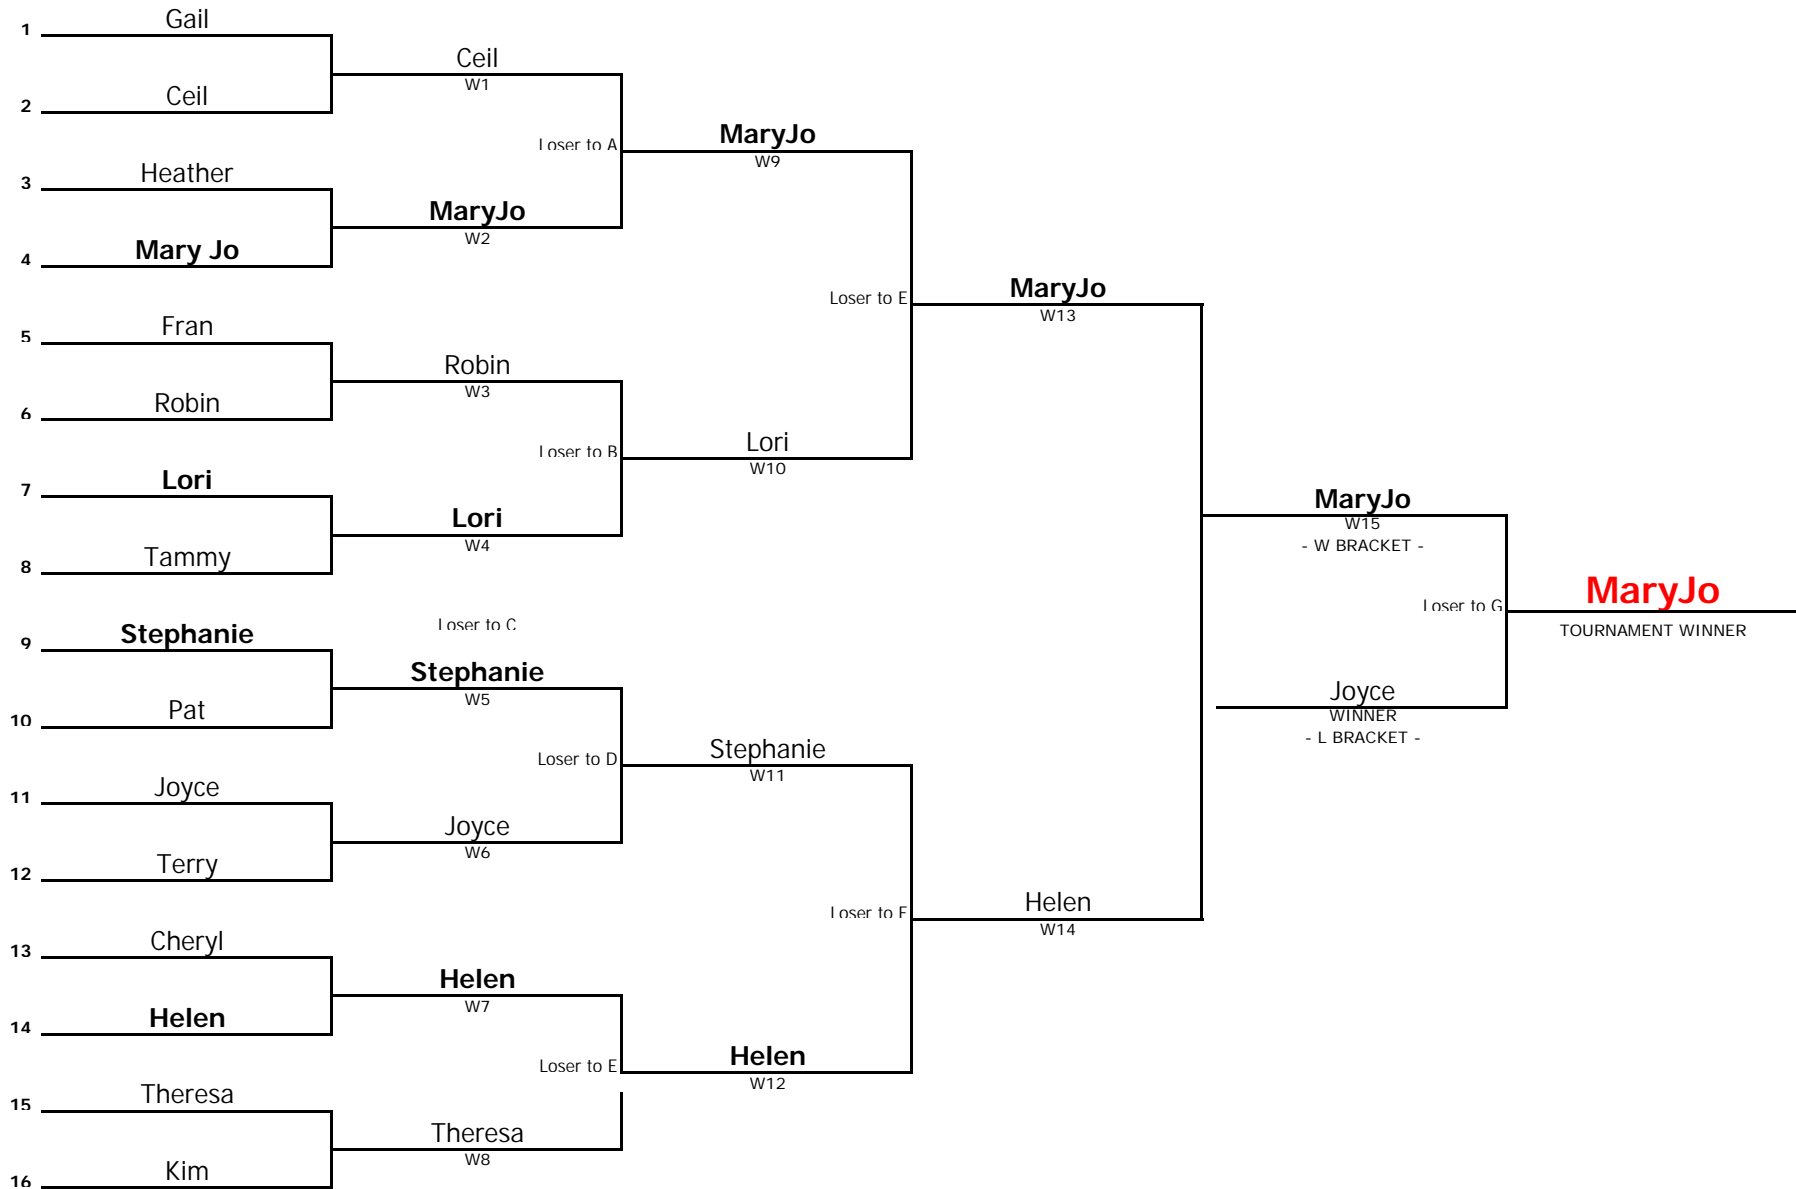 1 Gail
Ceil
W1
2 Ceil
Loser to A
MaryJo
W9
3 Heather
MaryJo
W2
4 Mary Jo
Loser to E
MaryJo
W13
5 Fran
Robin
W3
6 Robin
Loser to B
Lori
W10
7 Lori
Lori
W4
8 Tammy
MaryJo
W15
- W BRACKET -
Loser to G
MaryJo
TOURNAMENT WINNER
Joyce
WINNER
- L BRACKET -
9 Stephanie
Loser to C
Stephanie
W5
10 Pat
Loser to D
Stephanie
W11
11 Joyce
Joyce
W6
12 Terry
Loser to F
Helen
W14
13 Cheryl
Helen
W7
14 Helen
Loser to E
Helen
W12
15 Theresa
Theresa
W8
16 Kim